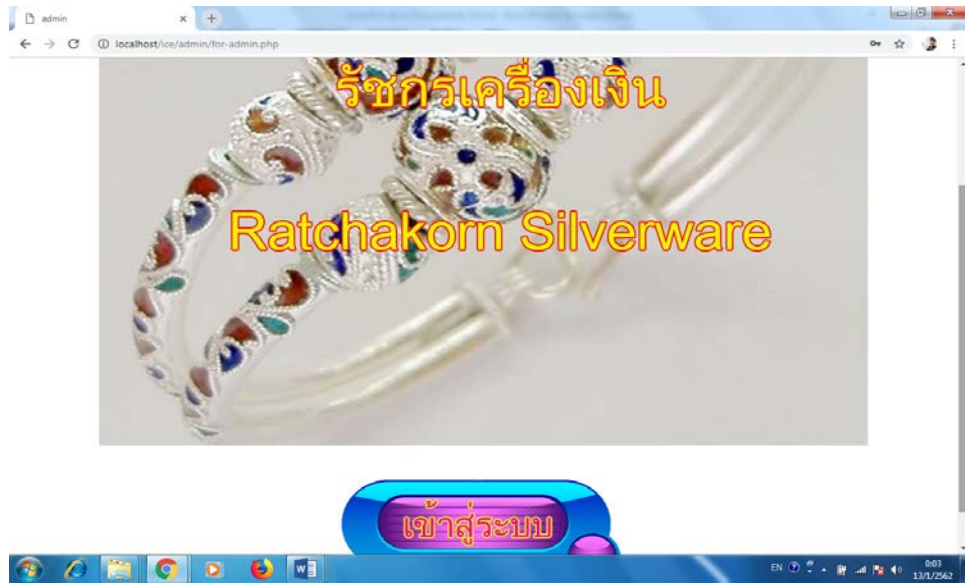 admin
localhost/ice/admin/for-admin.php
รัชกรเครื่องเงิน
Ratchakorn Silverware
เข้าสู่ระบบ
EN
0:03
13/1/2562